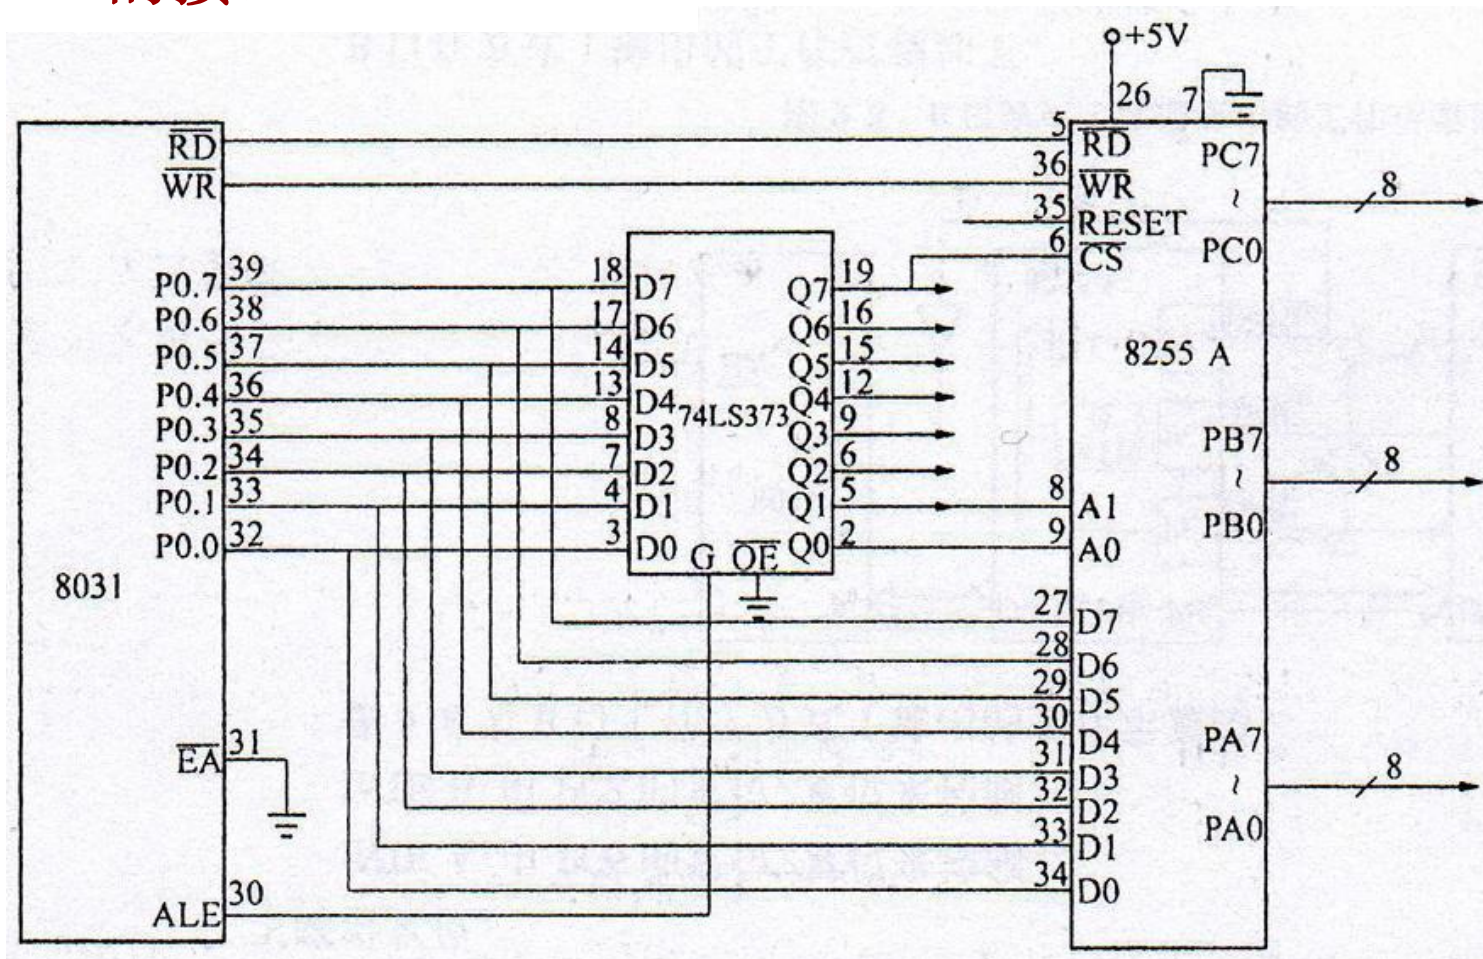 +5V
26 7
RD 5 RD PC7
WR 36 WR ~ 8
35 RESET
6 CS PC0
P0.7 39 18 D7 Q7 19
P0.6 38 17 D6 Q6 16
P0.5 37 14 D5 Q5 15
8255 A
P0.4 36 13 D4 Q4 12
74LS373
P0.3 35 8 D3 Q3 9 PB7
P0.2 34 7 D2 Q2 6 ~ 8
P0.1 33 4 D1 Q1 5 8 A1 PB0
P0.0 32 3 D0 G OE Q0 2 9 A0
8031
27 D7
28 D6
29 D5
30 D4 PA7
EA 31 31 D3 ~ 8
32 D2
33 D1 PA0
34 D0
ALE 30